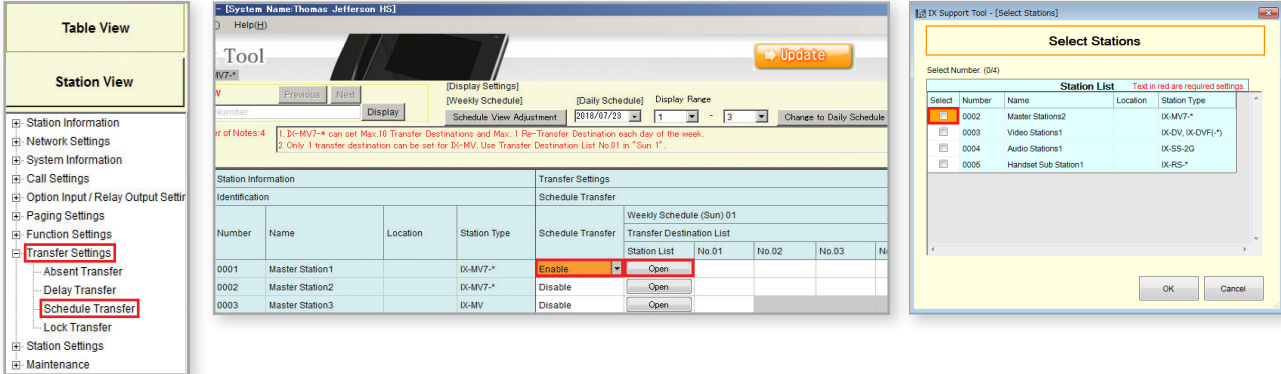 Table View
Station View
Station Information
Network Settings
System Information
Call Settings
Option Input / Relay Output Settin
Paging Settings
Function Settings
Transfer Settings
Absent Transfer
Delay Transfer
Schedule Transfer
Lock Transfer
Station Settings
Maintenance
- [System Name:Thomas Jefferson HS]
) Help(H)
Tool
Update
MV7-*
Previous Next
[Display Settings]
[Weekly Schedule] [Daily Schedule] Display Range
Number Display Schedule View Adjustment 2018/07/23 1 - 3 Change to Daily Schedule
er of Notes:4
1. IX-MV7-* can set Max.10 Transfer Destinations and Max. 1 Re-Transfer Destination each day of the week.
2. Only 1 transfer destination can be set for IX-MV. Use Transfer Destination List No.01 in "Sun 1".
Station Information Transfer Settings
Identification Schedule Transfer
Weekly Schedule (Sun) 01
Number Name Location Station Type Schedule Transfer Transfer Destination List
Station List No.01 No.02 No.03
0001 Master Station1 IX-MV7-* Enable Open
0002 Master Station2 IX-MV7-* Disable Open
0003 Master Station3 IX-MV Disable Open
IX Support Tool - [Select Stations]
Select Stations
Select Number. (0/4)
Station List Text in red are required settings.
Select Number Name Location Station Type
0002 Master Stations2 IX-MV7-*
0003 Video Stations1 IX-DV, IX-DVF(-*)
0004 Audio Stations1 IX-SS-2G
0005 Handset Sub Station1 IX-RS-*
OK Cancel